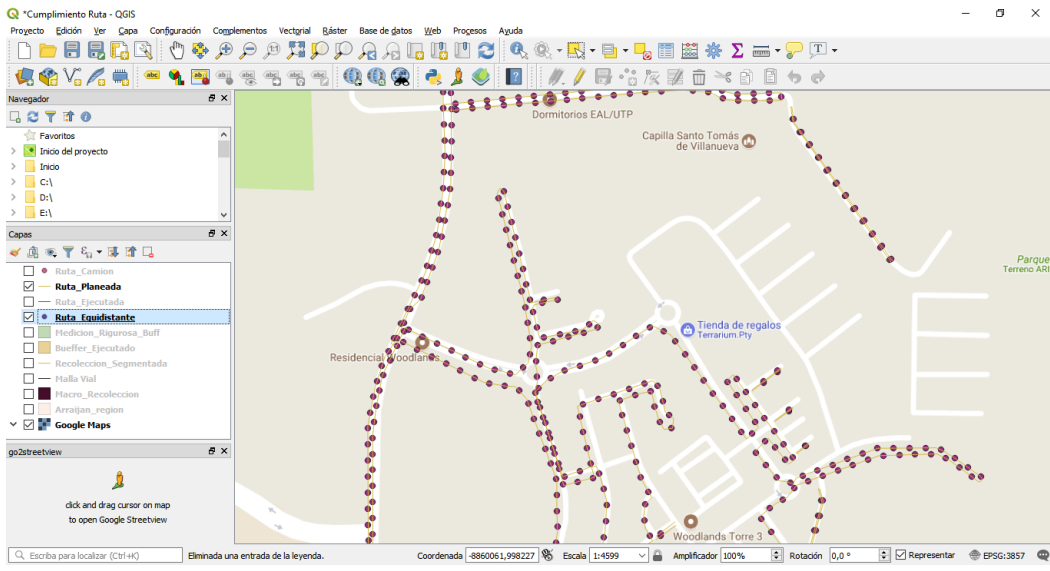 *Cumplimiento Ruta - QGIS
Proyecto Edición Ver Capa Configuración Complementos Vectorial Ráster Base de datos Web Procesos Ayuda
Navegador
Favoritos
Inicio del proyecto
Inicio
C:\
D:\
E:\
Capas
Ruta_Camion
Ruta_Planeada
Ruta_Ejecutada
Ruta_Equidistante
Medicion_Rigurosa_Buff
Bueffer_Ejecutado
Recoleccion_Segmentada
Malla Vial
Macro_Recoleccion
Arraijan_region
Google Maps
go2streetview
click and drag cursor on map
to open Google Streetview
Dormitorios EAL/UTP
Capilla Santo Tomás
de Villanueva
Parque
Terreno ARI
Tienda de regalos
Terrarium Pty
Residencial Woodlands
Woodlands Torre 3
Escriba para localizar (Ctrl+K) Eliminada una entrada de la leyenda. Coordenada -8860061,998227 Escala 1:4599 Amplificador 100% Rotación 0,0 ° Representar EPSG:3857